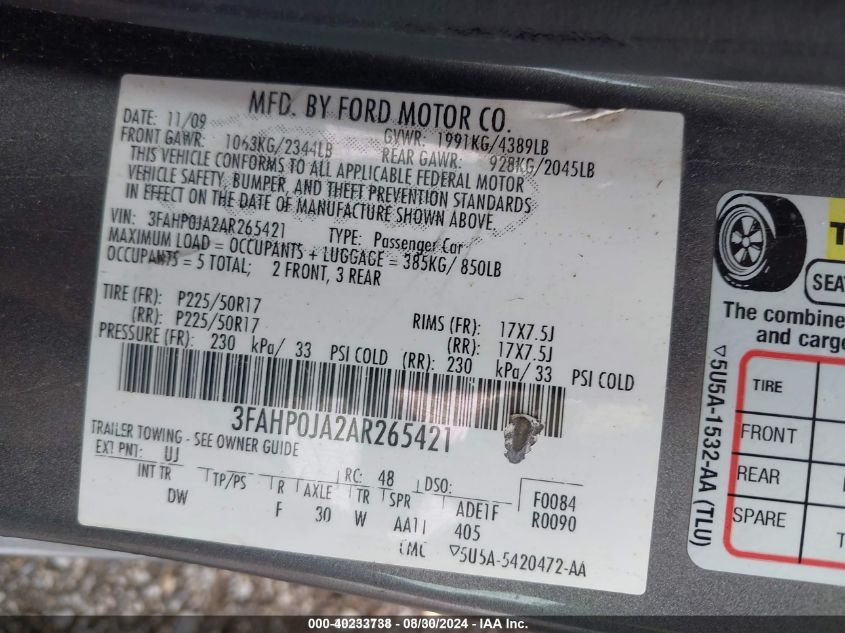 MFD. BY FORD MOTOR CO.
DATE: 11/09 GVWR: 1991KG/4389LB
FRONT GAWR: 1063KG/2344LB REAR GAWR: 928KG/2045LB
THIS VEHICLE CONFORMS TO ALL APPLICABLE FEDERAL MOTOR
VEHICLE SAFETY, BUMPER, AND THEFT PREVENTION STANDARDS
IN EFFECT ON THE DATE OF MANUFACTURE SHOWN ABOVE
VIN: 3FAHP0JA2AR265421 TYPE: Passenger Car
MAXIMUM LOAD = OCCUPANTS + LUGGAGE = 385KG/ 850LB
OCCUPANTS = 5 TOTAL; 2 FRONT, 3 REAR
TIRE (FR): P225/50R17 RIMS (FR): 17X7.5J
(RR): P225/50R17 (RR): 17X7.5J
PRESSURE (FR): 230 kPa/ 33 PSI COLD (RR): 230 kPa/ 33 PSI COLD
3FAHP0JA2AR265421
TRAILER TOWING - SEE OWNER GUIDE
EXT PNT: UJ RC: 48 DSO: F0084
INT TR TP/PS R AXLE TR SPR ADE1F R0090
DW F 30 W AA11 405
CMC ▽5U5A-5420472-AA
SEAT
The combine
and cargo
TIRE
FRONT
REAR
SPARE
▽5U5A-1532-AA (TLU)
000-40233738 - 08/30/2024 - IAA Inc.